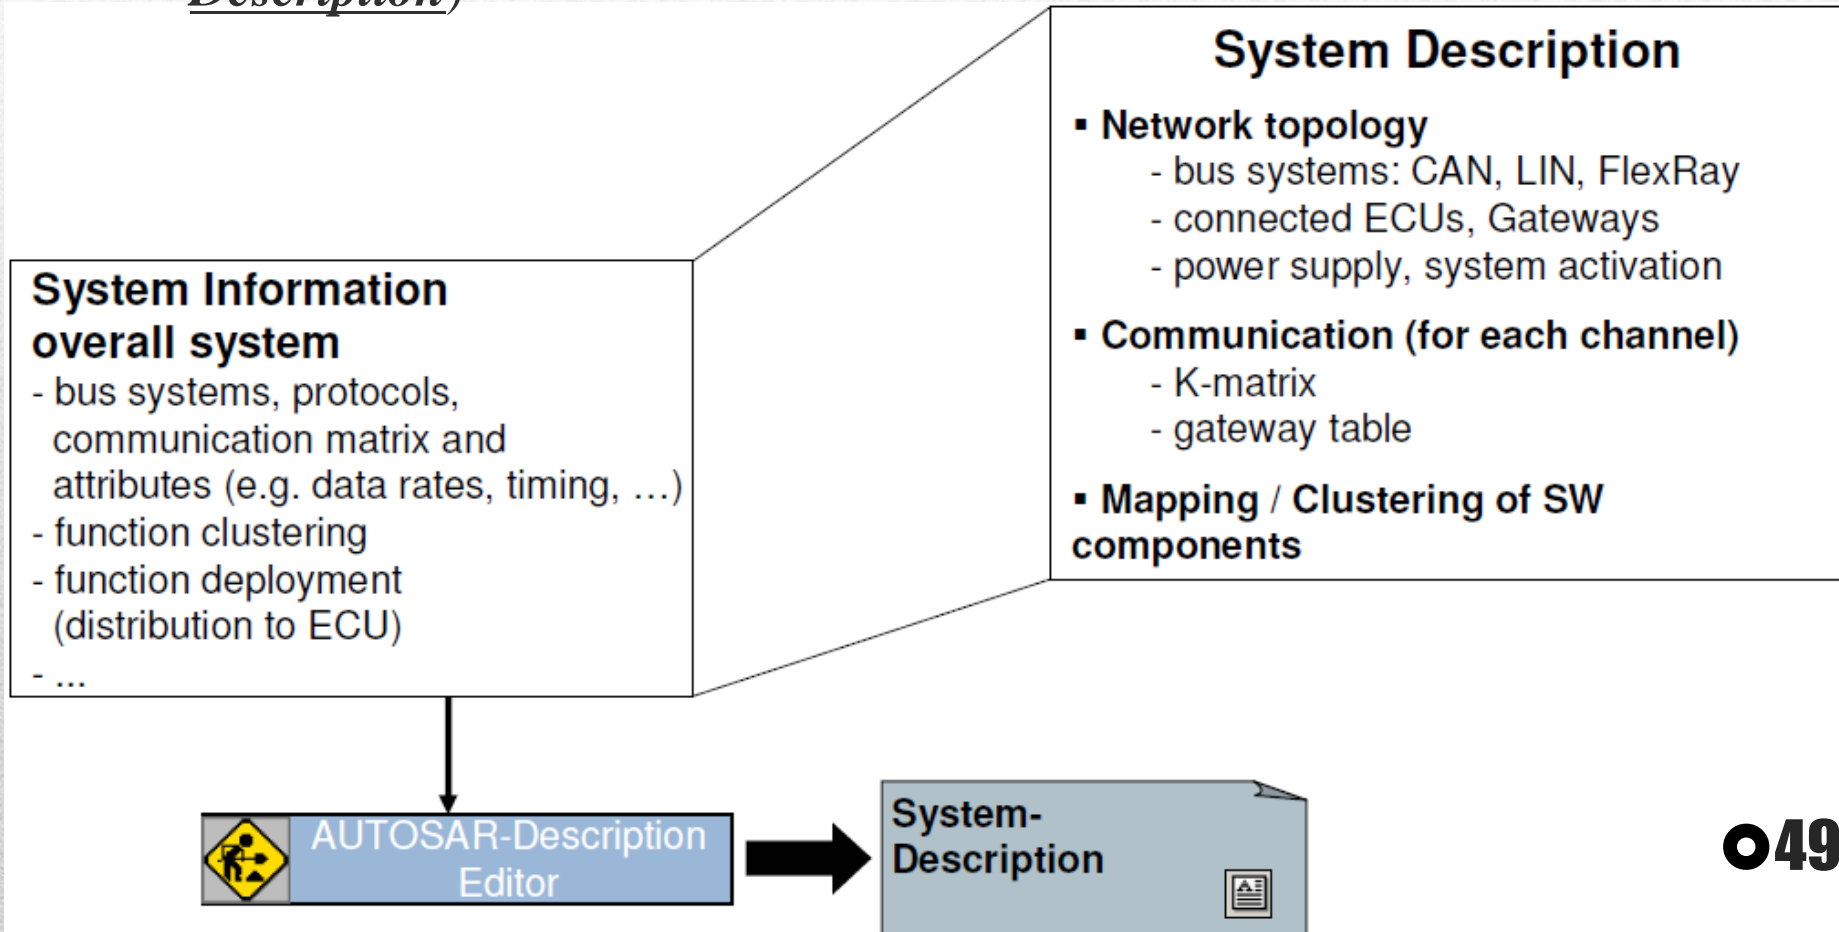 Description)
System Description
▪ Network topology
- bus systems: CAN, LIN, FlexRay
- connected ECUs, Gateways
- power supply, system activation
▪ Communication (for each channel)
- K-matrix
- gateway table
▪ Mapping / Clustering of SW
components
System Information
overall system
- bus systems, protocols,
communication matrix and
attributes (e.g. data rates, timing, …)
- function clustering
- function deployment
(distribution to ECU)
- ...
AUTOSAR-Description
Editor
System-
Description
49